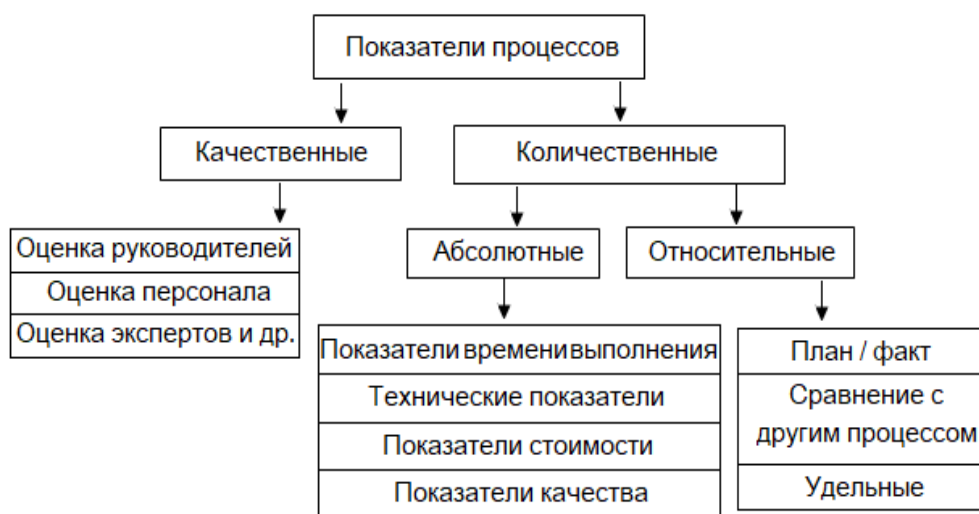 Показатели процессов
Качественные
Количественные
Оценка руководителей
Оценка персонала
Оценка экспертов и др.
Абсолютные
Относительные
Показатели времени выполнения
Технические показатели
Показатели стоимости
Показатели качества
План / факт
Сравнение с
другим процессом
Удельные